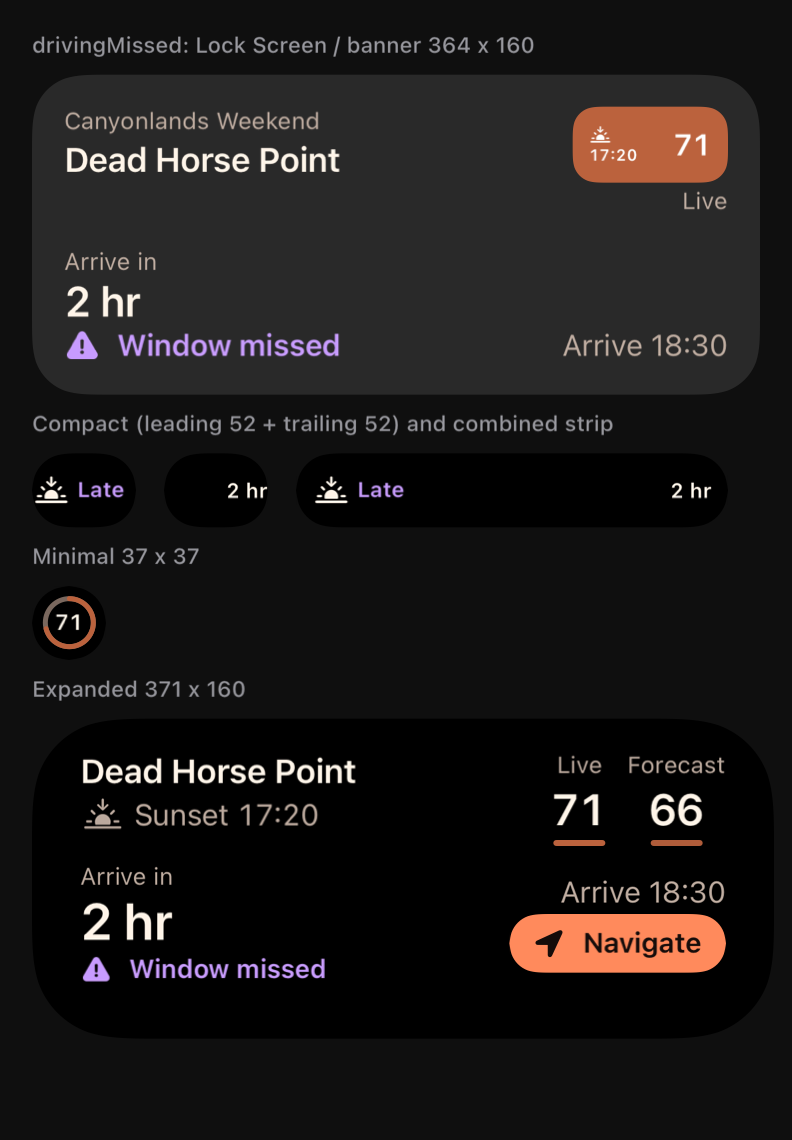 drivingMissed: Lock Screen / banner 364 x 160
Canyonlands Weekend
Dead Horse Point
17:20
71
Live
Arrive in
2 hr
Window missed
Arrive 18:30
Compact (leading 52 + trailing 52) and combined strip
Late
2 hr
Late
2 hr
Minimal 37 x 37
71
Expanded 371 x 160
Dead Horse Point
Sunset 17:20
Live
Forecast
71
66
Arrive in
2 hr
Window missed
Arrive 18:30
Navigate